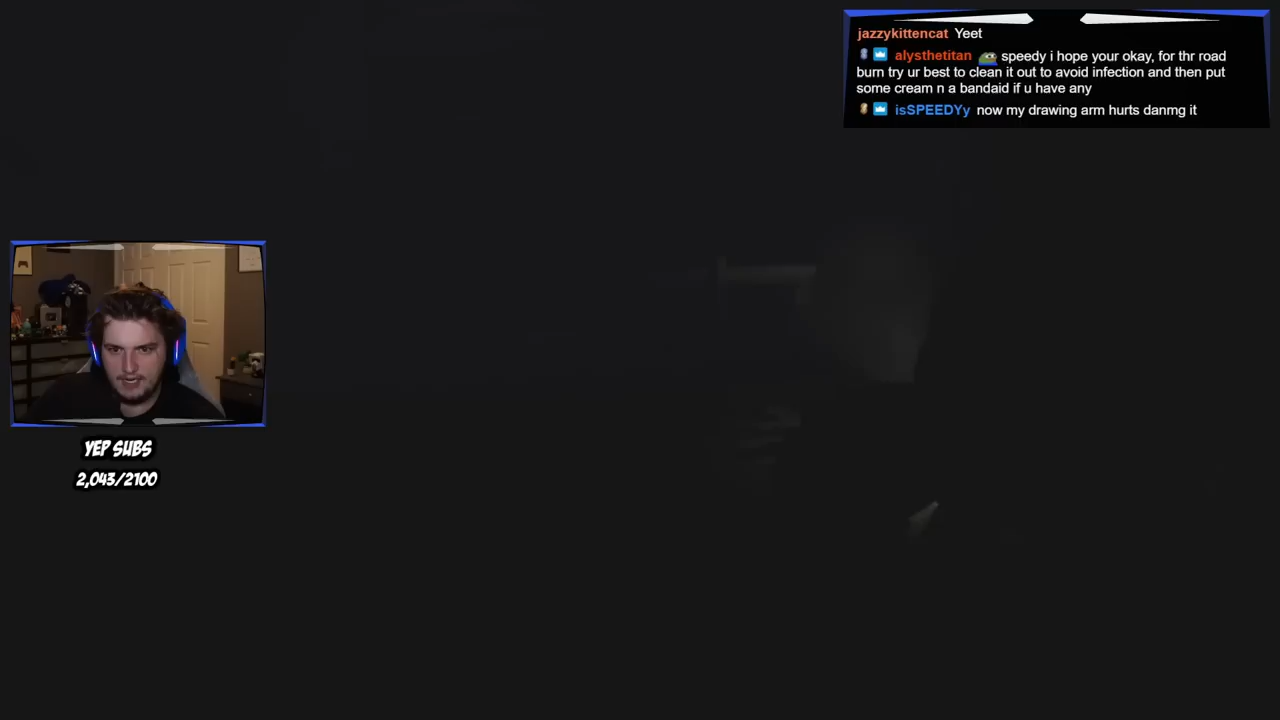 jazzykittencat Yeet
alysthetitan speedy i hope your okay, for thr road
burn try ur best to clean it out to avoid infection and then put
some cream n a bandaid if u have any
isSPEEDYy now my drawing arm hurts danmg it
YEP SUBS
2,043/2100